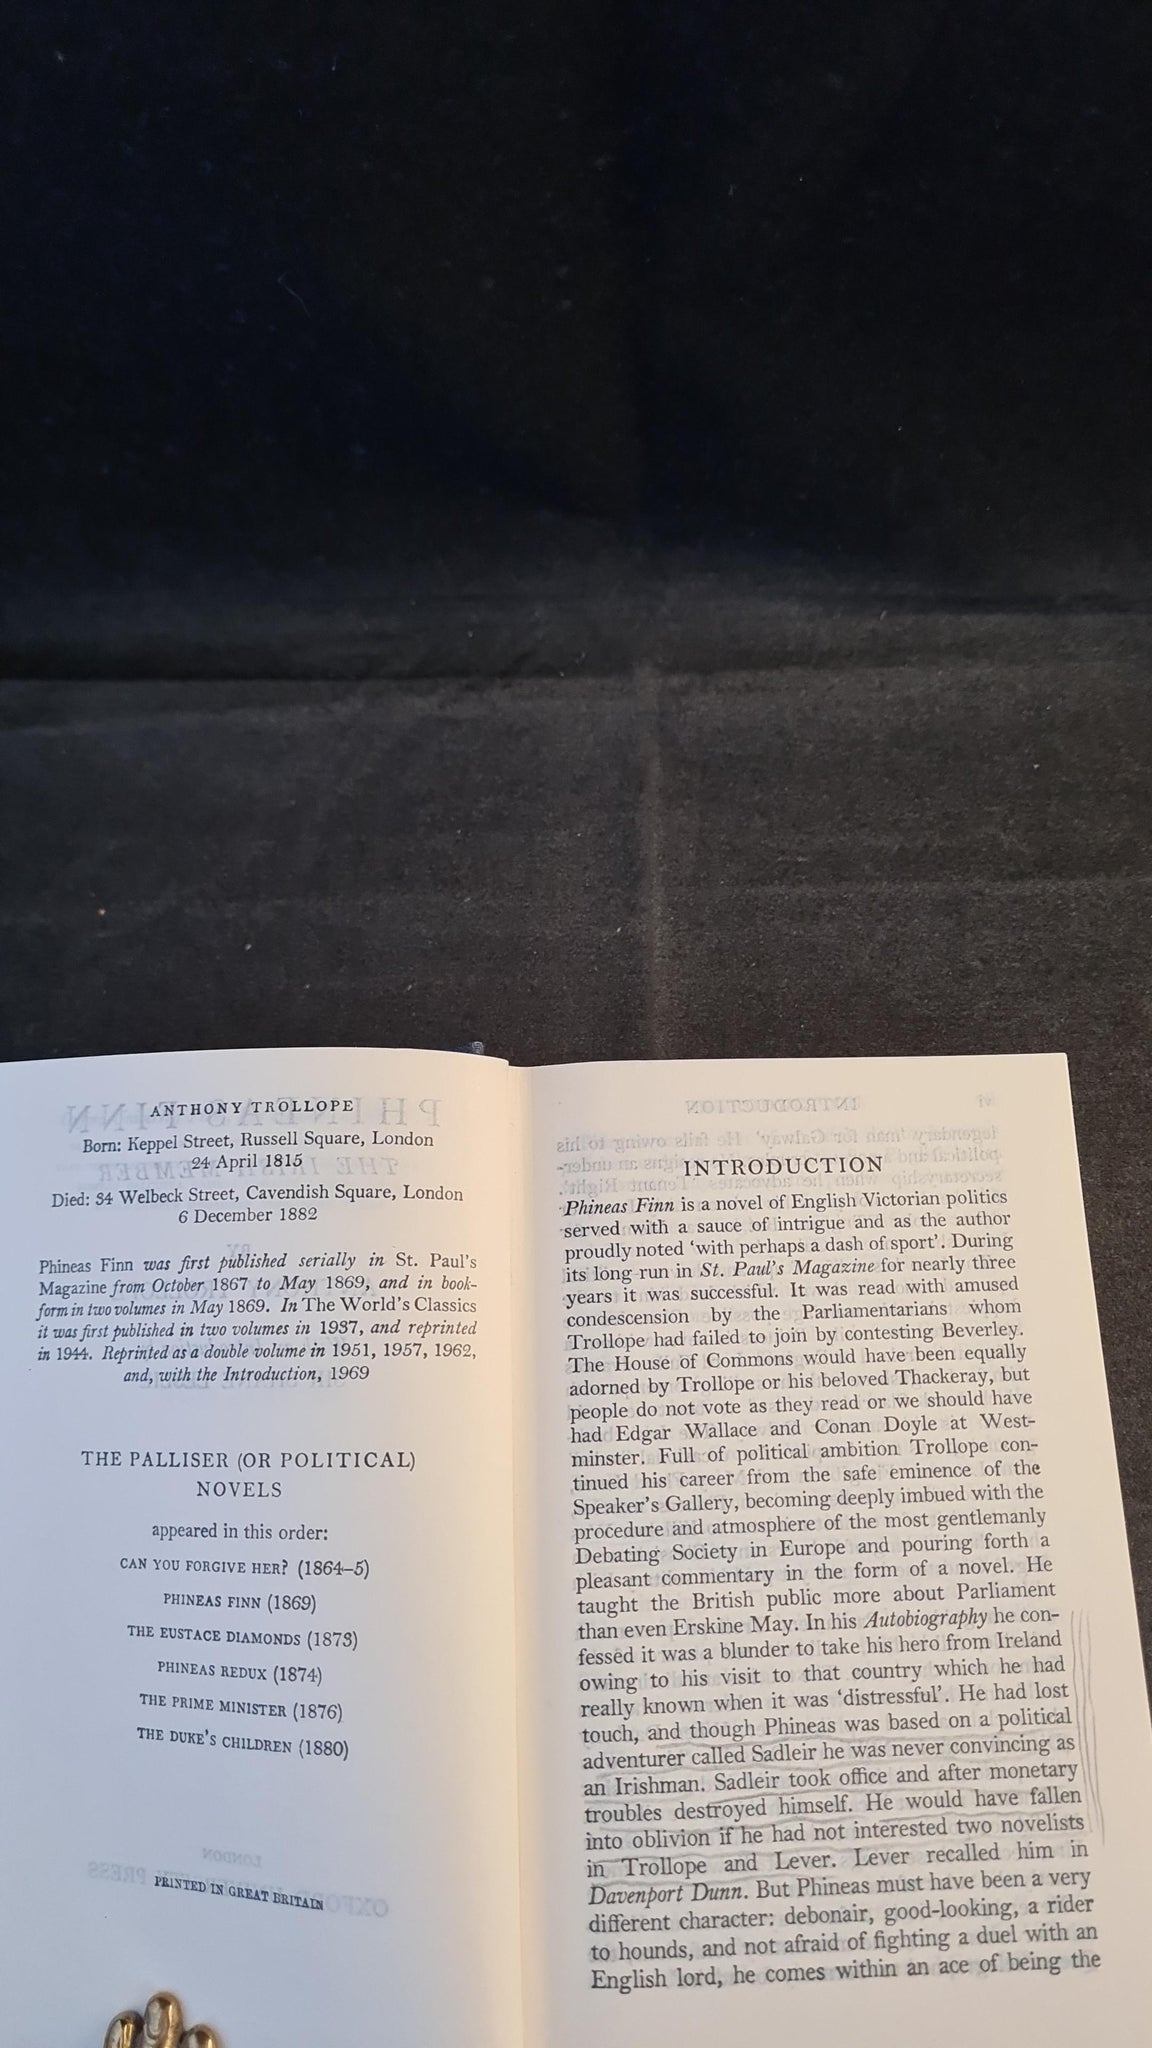 ANTHONY TROLLOPE
Born: Keppel Street, Russell Square, London
24 April 1815
Died: 34 Welbeck Street, Cavendish Square, London
6 December 1882
Phineas Finn was first published serially in St. Paul's
Magazine from October 1867 to May 1869, and in book-
form in two volumes in May 1869. In The World's Classics
it was first published in two volumes in 1937, and reprinted
in 1944. Reprinted as a double volume in 1951, 1957, 1962,
and, with the Introduction, 1969
THE PALLISER (OR POLITICAL)
NOVELS
appeared in this order:
CAN YOU FORGIVE HER? (1864–5)
PHINEAS FINN (1869)
THE EUSTACE DIAMONDS (1873)
PHINEAS REDUX (1874)
THE PRIME MINISTER (1876)
THE DUKE'S CHILDREN (1880)
PRINTED IN GREAT BRITAIN
INTRODUCTION
Phineas Finn is a novel of English Victorian politics
served with a sauce of intrigue and as the author
proudly noted 'with perhaps a dash of sport'. During
its long run in St. Paul's Magazine for nearly three
years it was successful. It was read with amused
condescension by the Parliamentarians whom
Trollope had failed to join by contesting Beverley.
The House of Commons would have been equally
adorned by Trollope or his beloved Thackeray, but
people do not vote as they read or we should have
had Edgar Wallace and Conan Doyle at West-
minster. Full of political ambition Trollope con-
tinued his career from the safe eminence of the
Speaker's Gallery, becoming deeply imbued with the
procedure and atmosphere of the most gentlemanly
Debating Society in Europe and pouring forth a
pleasant commentary in the form of a novel. He
taught the British public more about Parliament
than even Erskine May. In his Autobiography he con-
fessed it was a blunder to take his hero from Ireland
owing to his visit to that country which he had
really known when it was 'distressful'. He had lost
touch, and though Phineas was based on a political
adventurer called Sadleir he was never convincing as
an Irishman. Sadleir took office and after monetary
troubles destroyed himself. He would have fallen
into oblivion if he had not interested two novelists
in Trollope and Lever. Lever recalled him in
Davenport Dunn. But Phineas must have been a very
different character: debonair, good-looking, a rider
to hounds, and not afraid of fighting a duel with an
English lord, he comes within an ace of being the